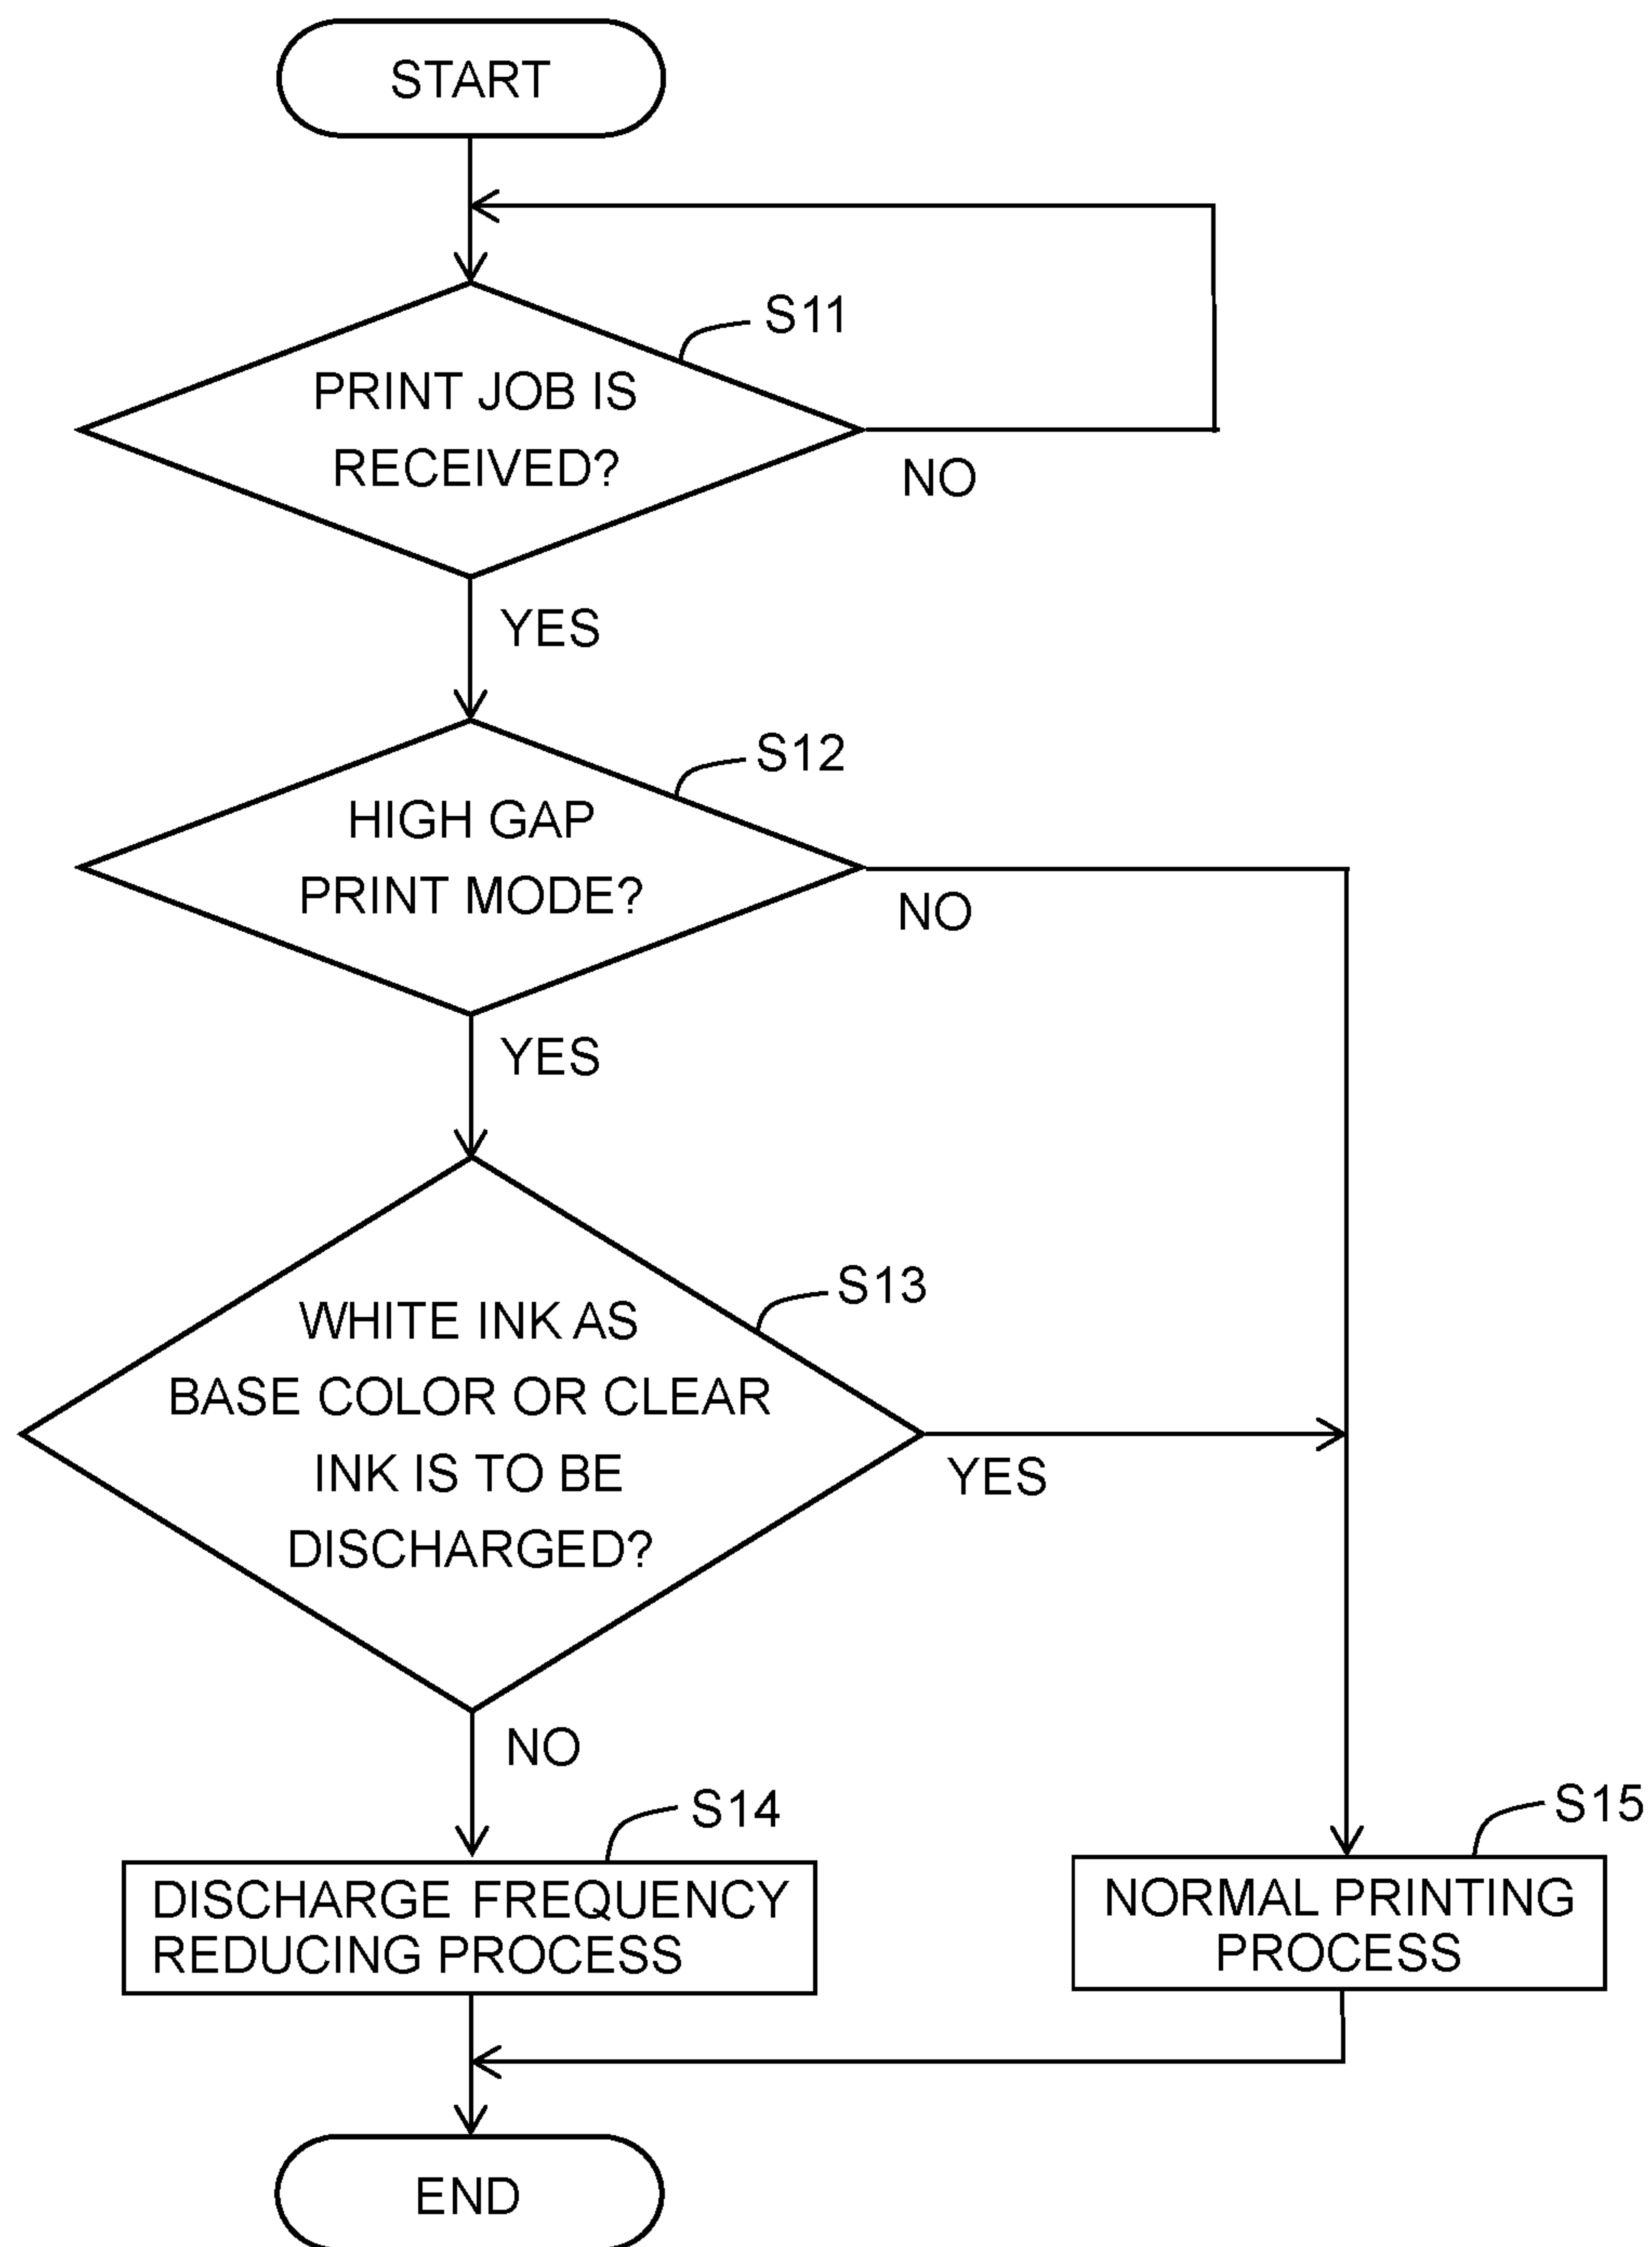 START
S11
PRINT JOB IS
RECEIVED?
NO
YES
S12
HIGH GAP
PRINT MODE?
NO
YES
S13
WHITE INK AS
BASE COLOR OR CLEAR
INK IS TO BE
DISCHARGED?
YES
NO
S14
DISCHARGE FREQUENCY
REDUCING PROCESS
S15
NORMAL PRINTING
PROCESS
END